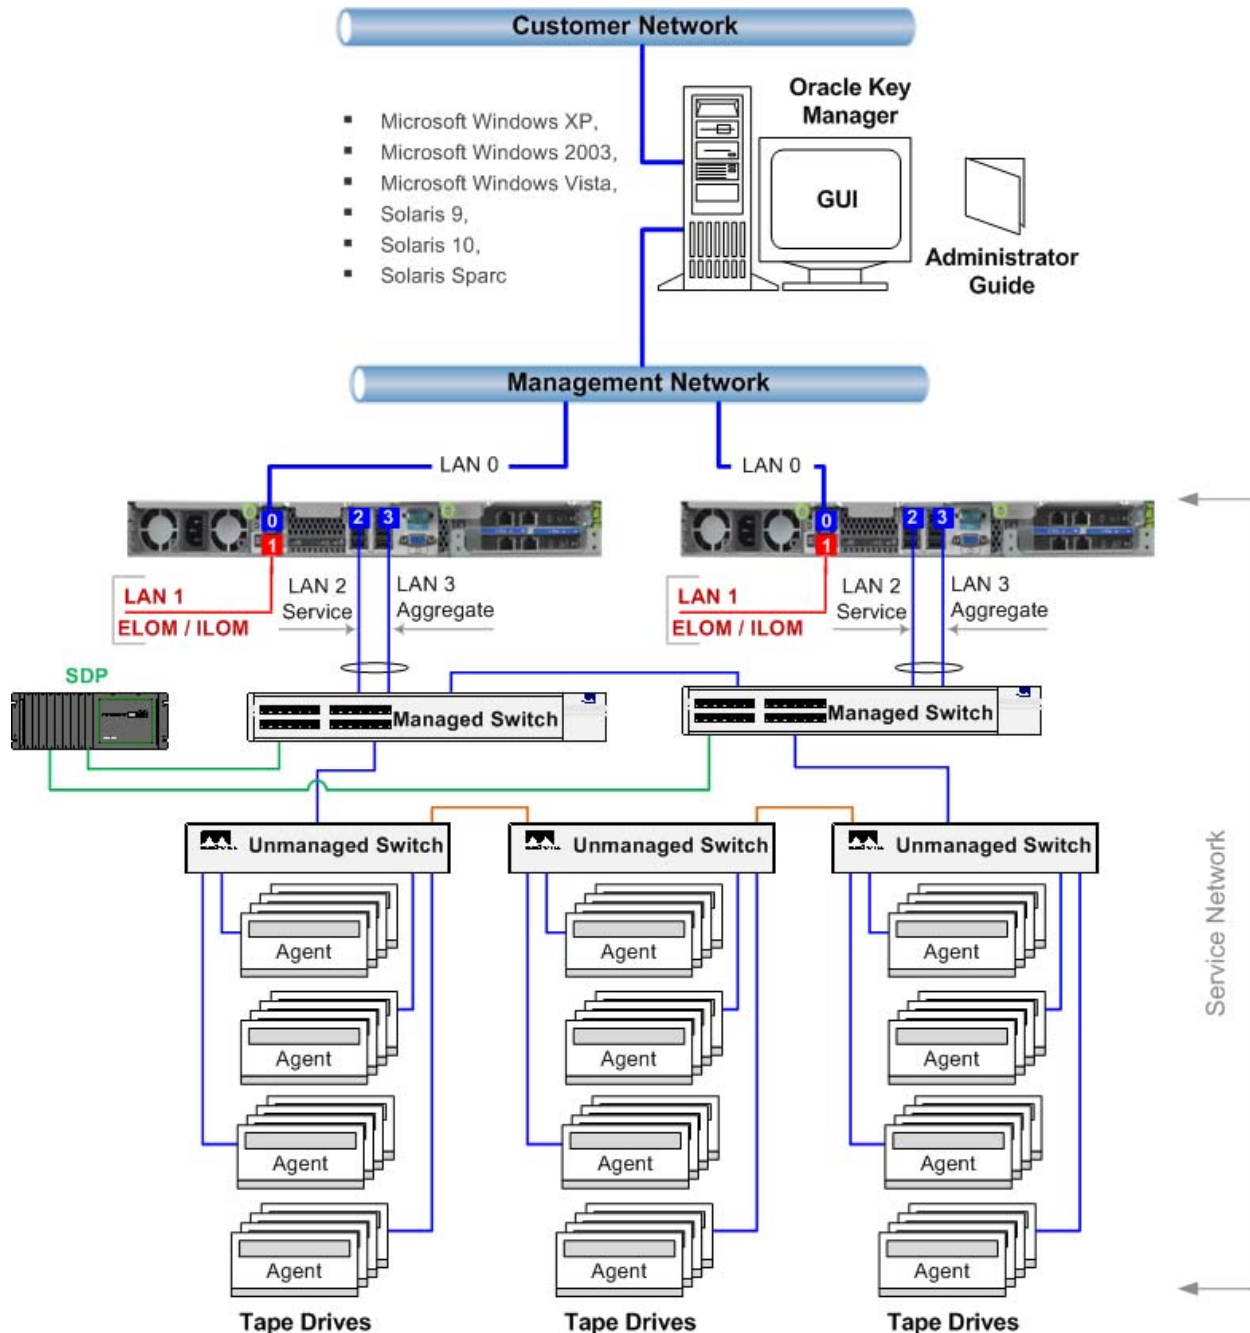 Customer Network
Oracle Key
Manager
Microsoft Windows XP,
Microsoft Windows 2003,
Microsoft Windows Vista,
Solaris 9,
Solaris 10,
Solaris Sparc
GUI
Administrator
Guide
Management Network
LAN 0
LAN 0
0
1
2
3
0
1
2
3
LAN 1
ELOM / ILOM
LAN 2
Service
LAN 3
Aggregate
LAN 1
ELOM / ILOM
LAN 2
Service
LAN 3
Aggregate
SDP
Managed Switch
Managed Switch
Unmanaged Switch
Unmanaged Switch
Unmanaged Switch
Service Network
Agent
Agent
Agent
Agent
Agent
Agent
Agent
Agent
Agent
Agent
Agent
Agent
Tape Drives
Tape Drives
Tape Drives